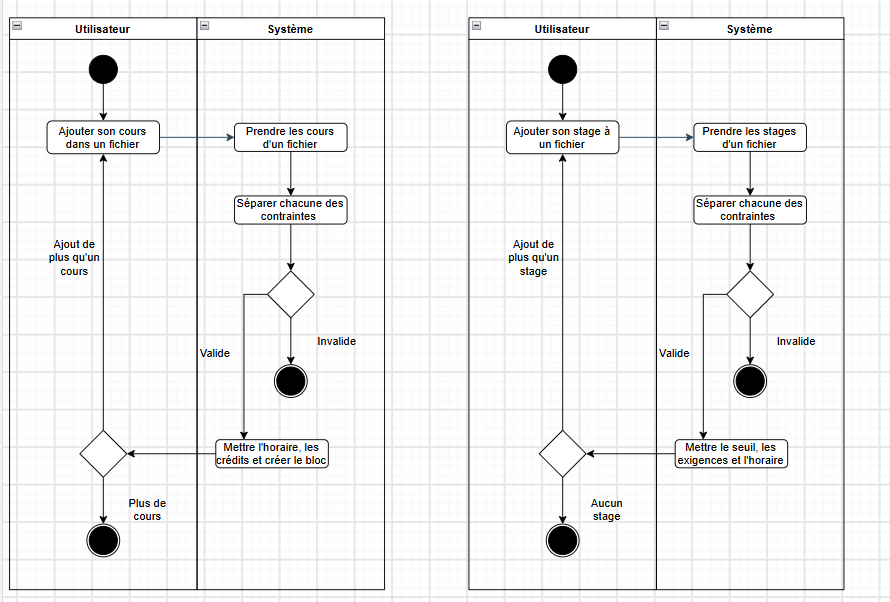 Utilisateur
Système
Ajouter son cours
dans un fichier
Prendre les cours
d'un fichier
Séparer chacune des
contraintes
Ajout de
plus qu'un
cours
Invalide
Valide
Mettre l'horaire, les
crédits et créer le bloc
Plus de
cours
Utilisateur
Système
Ajouter son stage à
un fichier
Prendre les stages
d'un fichier
Séparer chacune des
contraintes
Ajout de
plus qu'un
stage
Invalide
Valide
Mettre le seuil, les
exigences et l'horaire
Aucun
stage